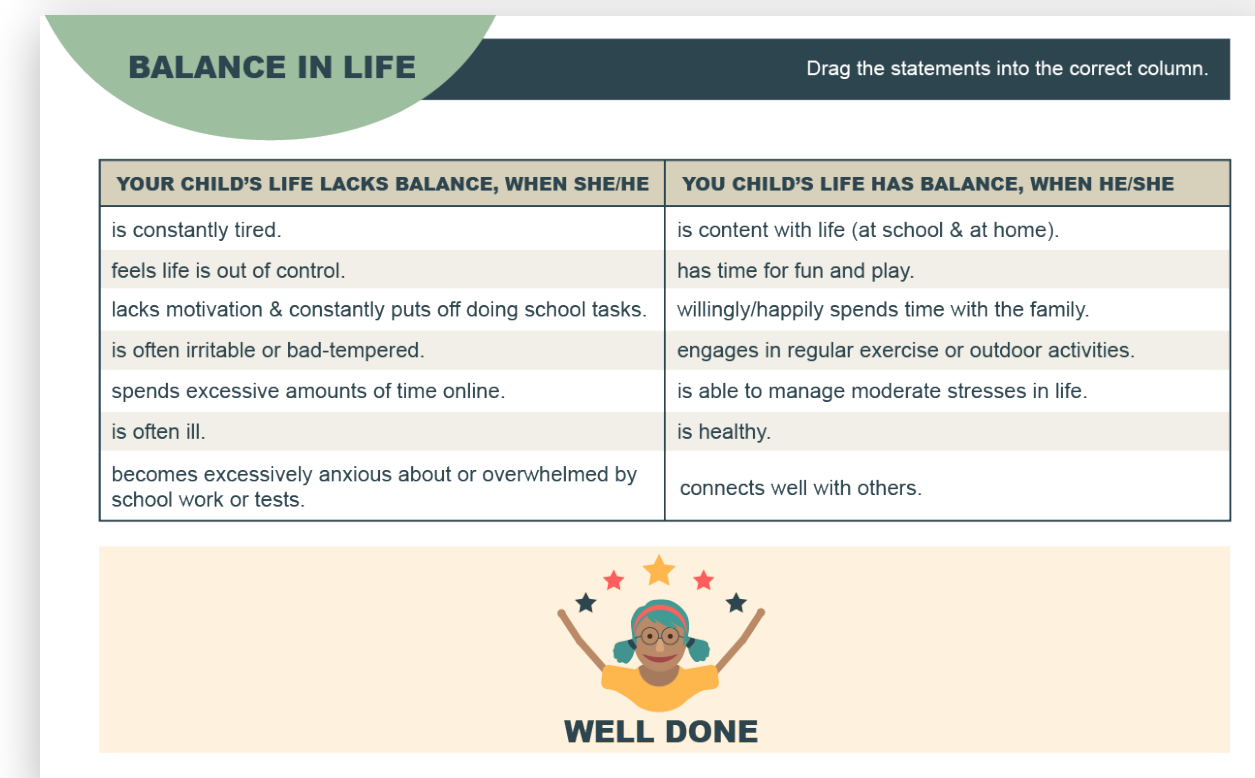 BALANCE IN LIFE
Drag the statements into the correct column.
YOUR CHILD'S LIFE LACKS BALANCE, WHEN SHE/HE
YOU CHILD'S LIFE HAS BALANCE, WHEN HE/SHE
is constantly tired.
is content with life (at school & at home).
feels life is out of control.
has time for fun and play.
lacks motivation & constantly puts off doing school tasks.
willingly/happily spends time with the family.
is often irritable or bad-tempered.
engages in regular exercise or outdoor activities.
spends excessive amounts of time online.
is able to manage moderate stresses in life.
is often ill.
is healthy.
becomes excessively anxious about or overwhelmed by
school work or tests.
connects well with others.
WELL DONE